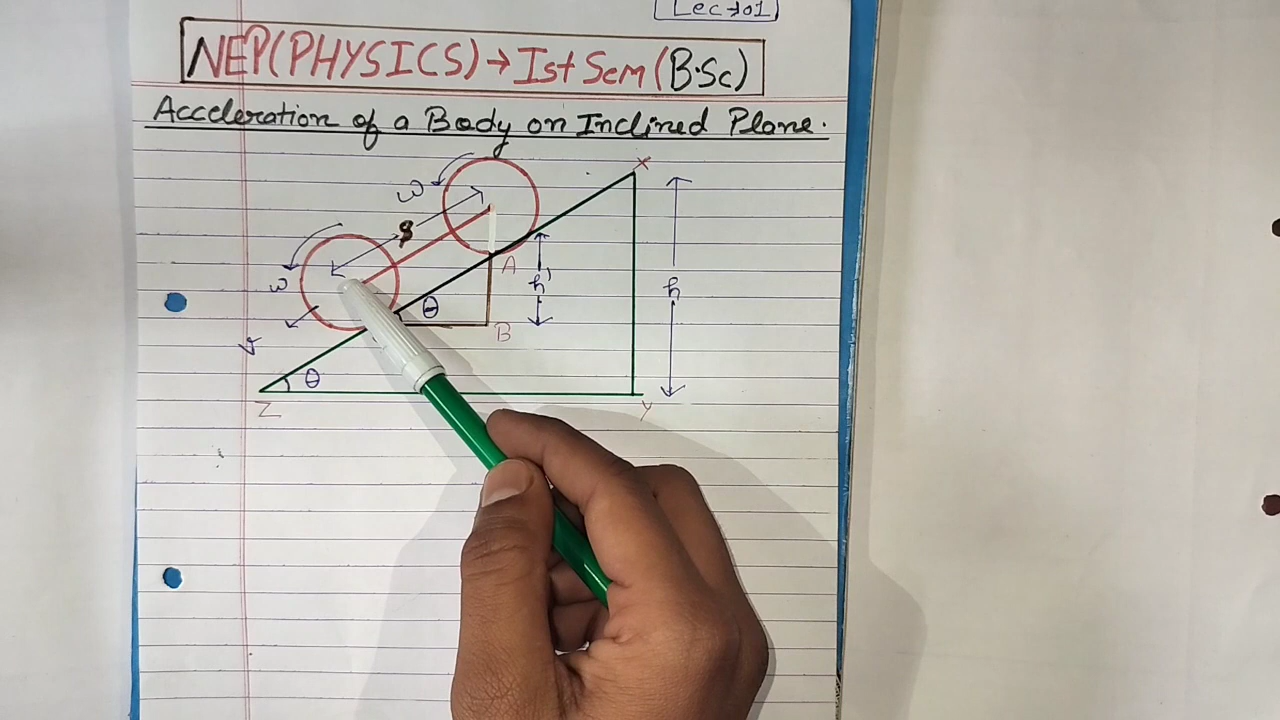 Lec→01
NEP(PHYSICS)→Ist Sem (B.Sc)
Acceleration of a Body on Inclined Plane.
X
ω
S
A
h'
h
ω
θ
B
v
θ
Z
Y